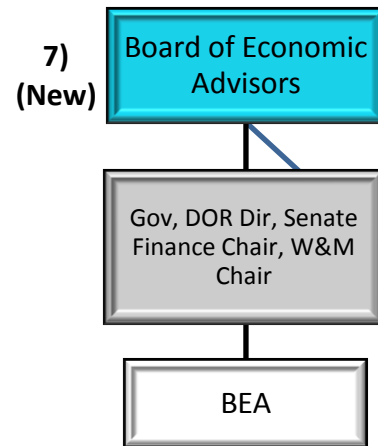 7)
(New)
Board of Economic
Advisors
Gov, DOR Dir, Senate
Finance Chair, W&M
Chair
BEA